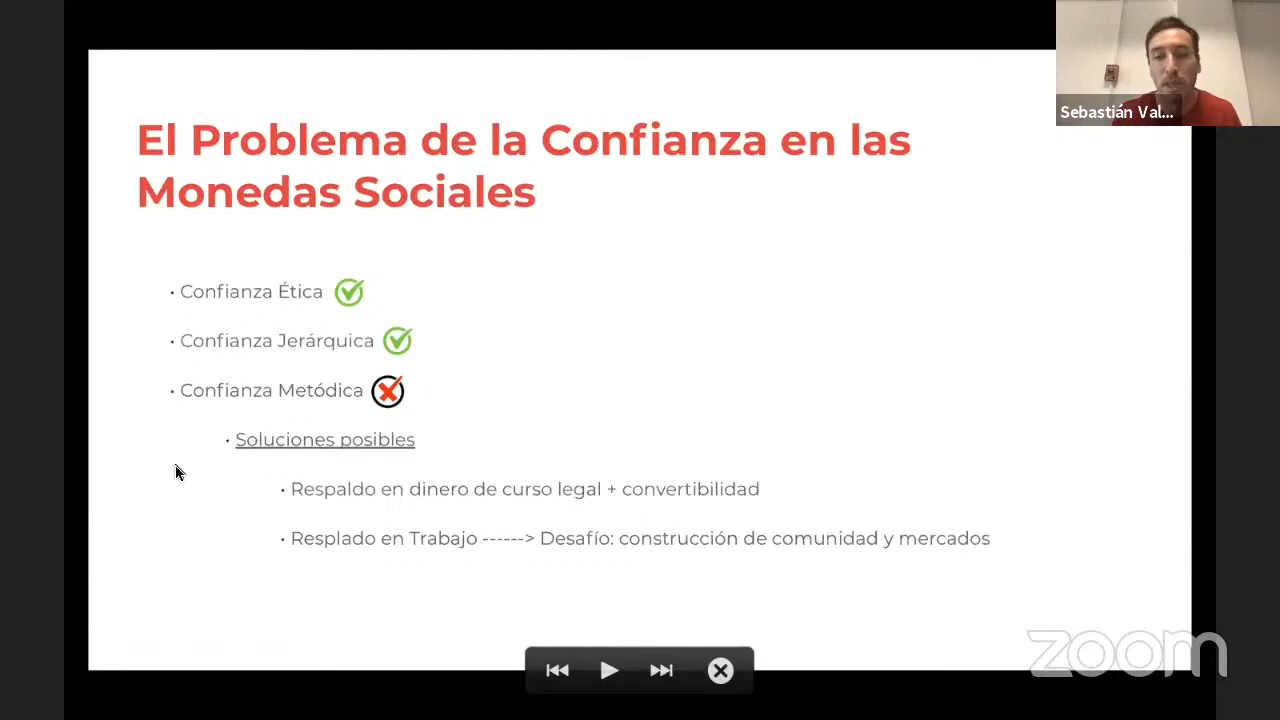 El Problema de la Confianza en las
Monedas Sociales
• Confianza Ética
• Confianza Jerárquica
• Confianza Metódica
• Soluciones posibles
• Respaldo en dinero de curso legal + convertibilidad
• Resplado en Trabajo ------> Desafío: construcción de comunidad y mercados
Sebastián Val...
zoom